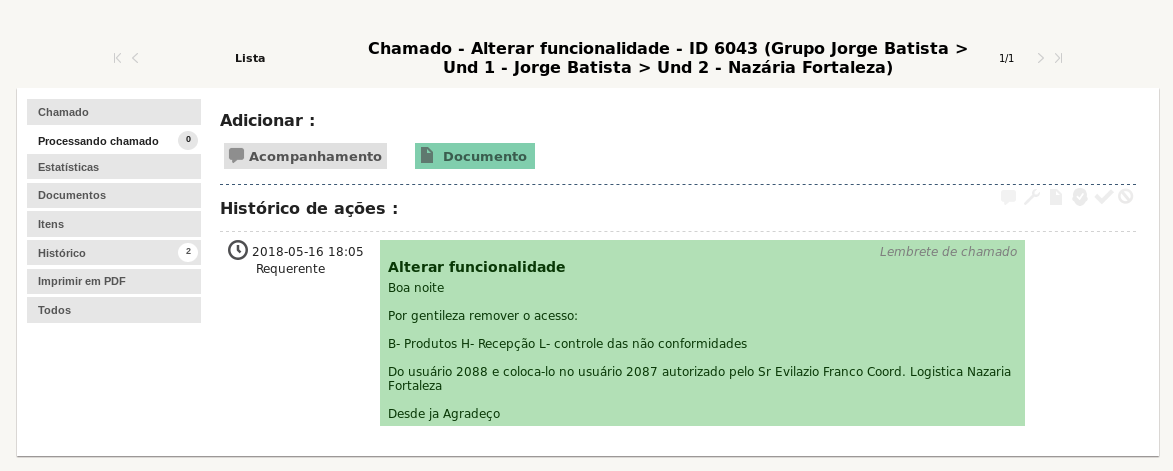 Lista
Chamado - Alterar funcionalidade - ID 6043 (Grupo Jorge Batista >
Und 1 - Jorge Batista > Und 2 - Nazária Fortaleza)
1/1
Chamado
Processando chamado 0
Estatísticas
Documentos
Itens
Histórico 2
Imprimir em PDF
Todos
Adicionar :
Acompanhamento
Documento
Histórico de ações :
2018-05-16 18:05
Requerente
Lembrete de chamado
Alterar funcionalidade
Boa noite
Por gentileza remover o acesso:
B- Produtos H- Recepção L- controle das não conformidades
Do usuário 2088 e coloca-lo no usuário 2087 autorizado pelo Sr Evilazio Franco Coord. Logistica Nazaria
Fortaleza
Desde ja Agradeço